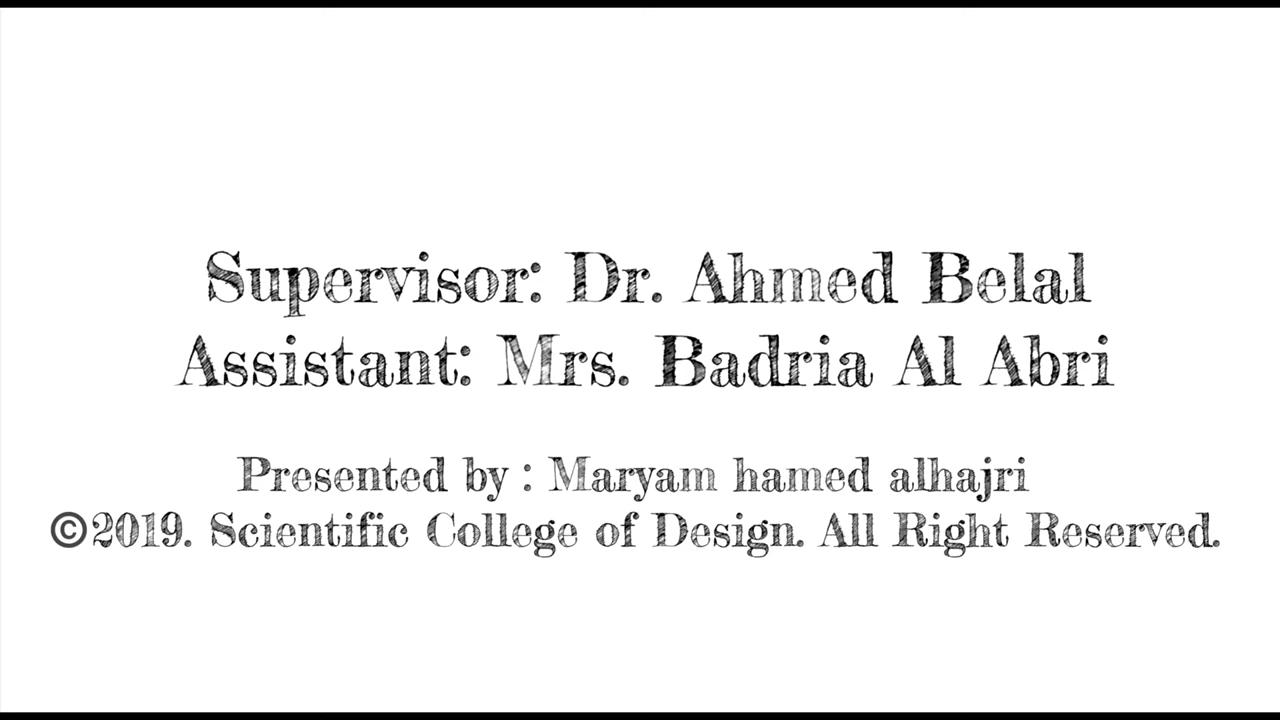 Supervisor: Dr. Ahmed Belal
Assistant: Mrs. Badria Al Abri
Presented by : Maryam hamed alhajri
©2019. Scientific College of Design. All Right Reserved.